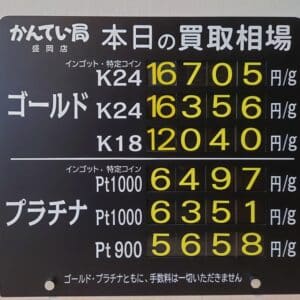 かんてい局
盛岡店
本日の買取相場
インゴット・特定コイン
K24 16705 円/g
ゴールド K24 16356 円/g
K18 12040 円/g
インゴット・特定コイン
Pt1000 6497 円/g
プラチナ Pt1000 6351 円/g
Pt900 5658 円/g
ゴールド・プラチナともに、手数料は一切いただきません